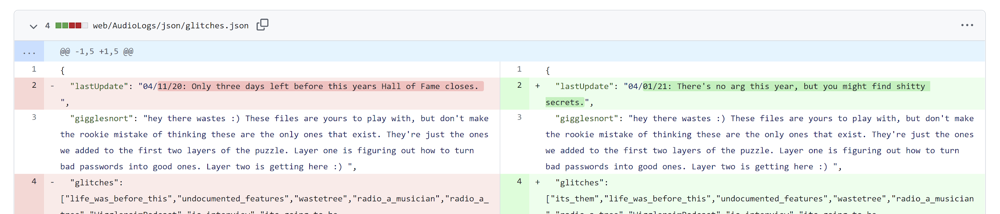 4 web/AudioLogs/json/glitches.json
... @@ -1,5 +1,5 @@
1 {
2 - "lastUpdate": "04/11/20: Only three days left before this years Hall of Fame closes.
",
3 "gigglesnort": "hey there wastes :) These files are yours to play with, but don't make
the rookie mistake of thinking these are the only ones that exist. They're just the ones
we added to the first two layers of the puzzle. Layer one is figuring out how to turn
bad passwords into good ones. Layer two is getting here :) ",
4 - "glitches":
["life_was_before_this","undocumented_features","wastetree","radio_a_musician","radio_a_
tree","WigglepsimPodcast","io_interview","its_going_to_be_
1 {
2 + "lastUpdate": "04/01/21: There's no arg this year, but you might find shitty
secrets.",
3 "gigglesnort": "hey there wastes :) These files are yours to play with, but don't make
the rookie mistake of thinking these are the only ones that exist. They're just the ones
we added to the first two layers of the puzzle. Layer one is figuring out how to turn
bad passwords into good ones. Layer two is getting here :) ",
4 + "glitches":
["its_them","life_was_before_this","undocumented_features","wastetree","radio_a_musician
","radio_a_tree","WigglepsimPodcast","io_interview","its_going_to_be_